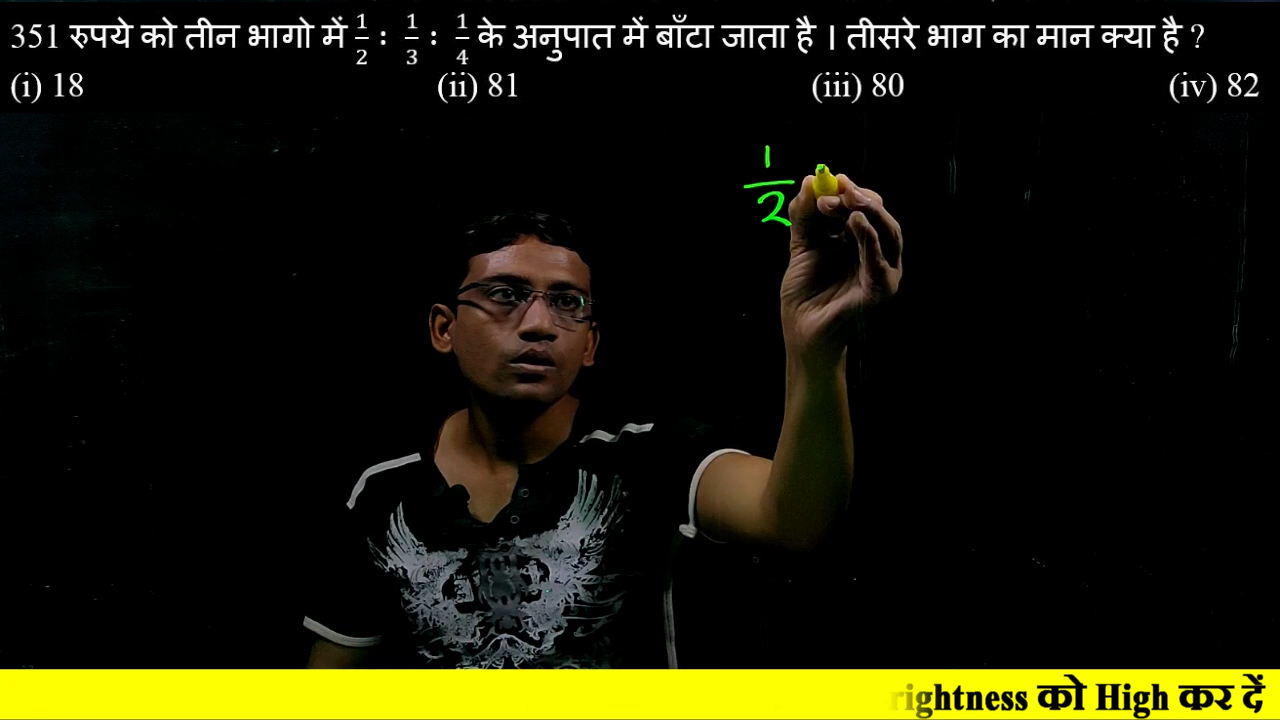 351 रुपये को तीन भागो में 1/2 : 1/3 : 1/4 के अनुपात में बाँटा जाता है । तीसरे भाग का मान क्या है ?
(i) 18 (ii) 81 (iii) 80 (iv) 82
1/2
rightness को High कर दें